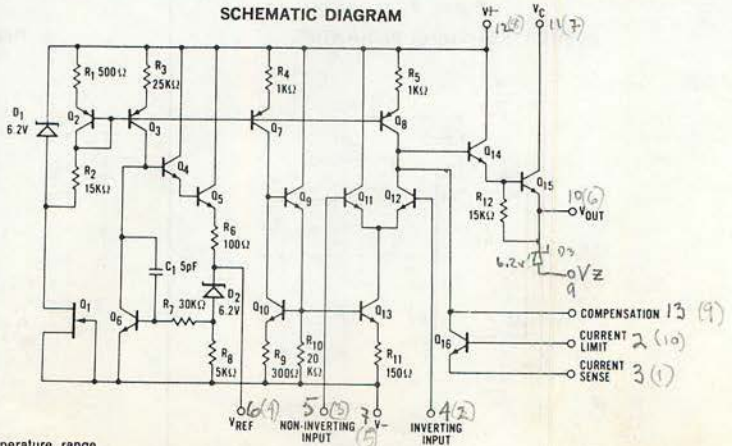 SCHEMATIC DIAGRAM
V+
12(8)
VC
11(7)
R1 500Ω
R3
25KΩ
R4
1KΩ
R5
1KΩ
D1
6.2V
Q2
Q3
Q7
Q8
Q4
Q5
Q9
Q11
Q12
Q14
Q15
R2
15KΩ
R12
15KΩ
10(6)
VOUT
R6
100Ω
6.2V
D3
VZ
9
C1 5pF
D2
6.2V
R7 30KΩ
Q1
Q6
Q10
Q13
COMPENSATION 13 (9)
Q16
CURRENT
LIMIT 2 (10)
CURRENT
SENSE 3 (1)
R8
5KΩ
R9
300Ω
R10
20
KΩ
R11
150Ω
VREF 6(4)
5 (3)
NON-INVERTING
INPUT
7 V-
(5)
4(2)
INVERTING
INPUT
perature range